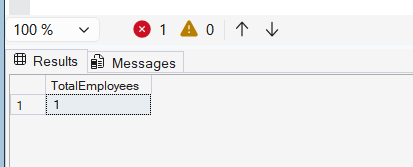 100 % 1 0
Results Messages
TotalEmployees
1 1